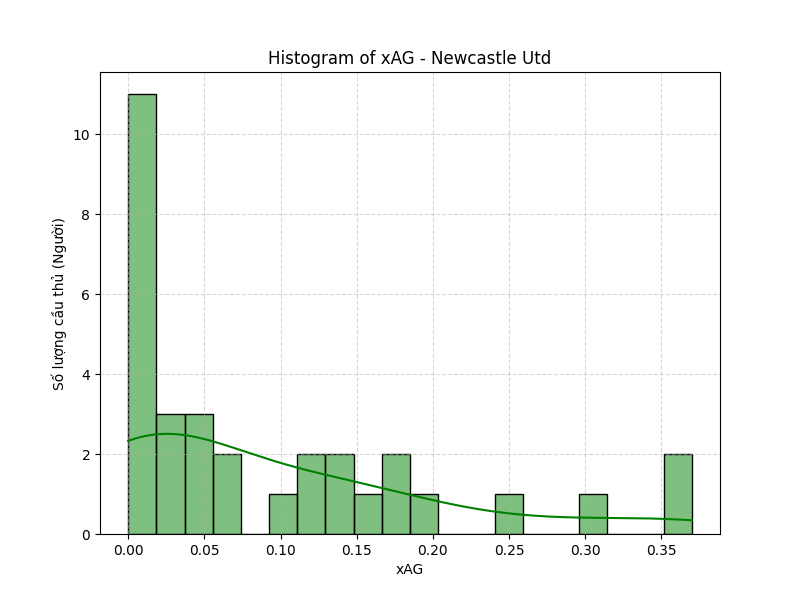 Histogram of xAG - Newcastle Utd
Số lượng cầu thủ (Người)
10
8
6
4
2
0
0.00 0.05 0.10 0.15 0.20 0.25 0.30 0.35
xAG